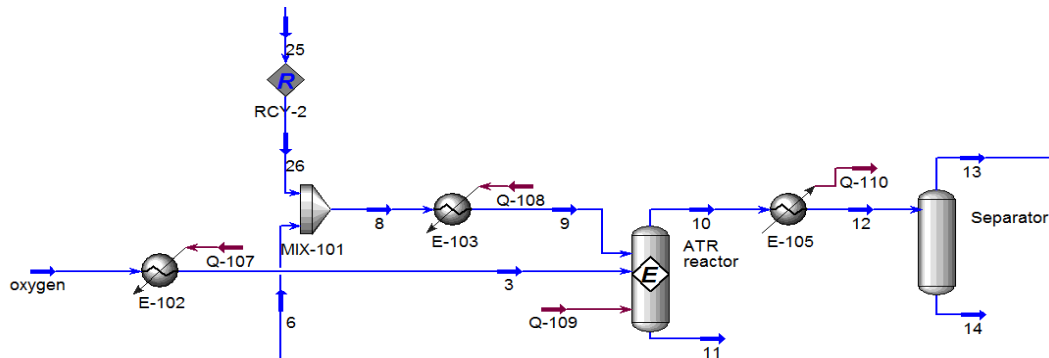 25
R
RCY-2
26
13
Q-110
Q-108
8
9
10
12
E-103
E-105
MIX-101
ATR
reactor
Separator
Q-107
oxygen
E-102
3
E
6
Q-109
11
14